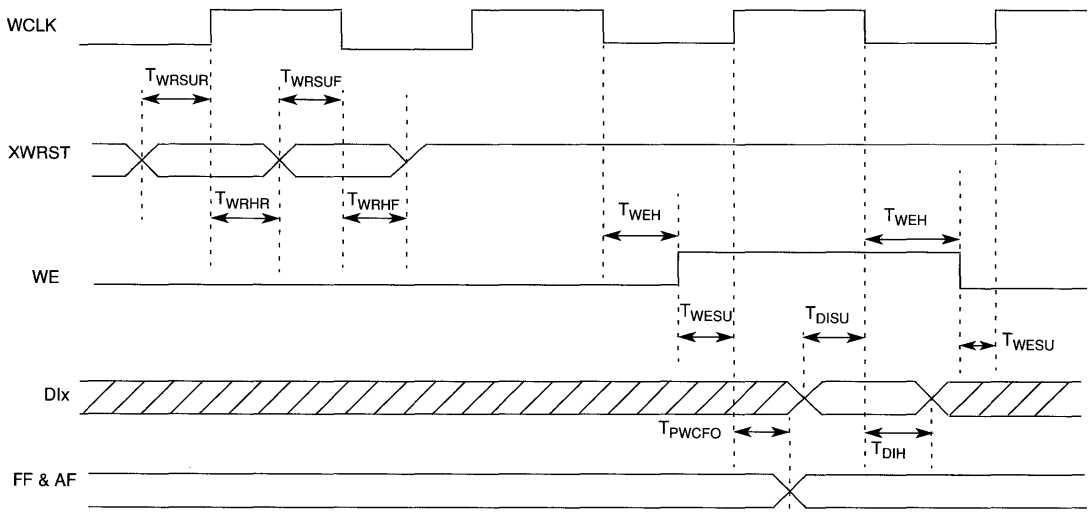 WCLK
TWRSUR TWRSUF
XWRST
TWRHR TWRHF
TWEH TWEH
WE
TWESU TDISU TWESU
DIx
TPWCFO TDIH
FF & AF